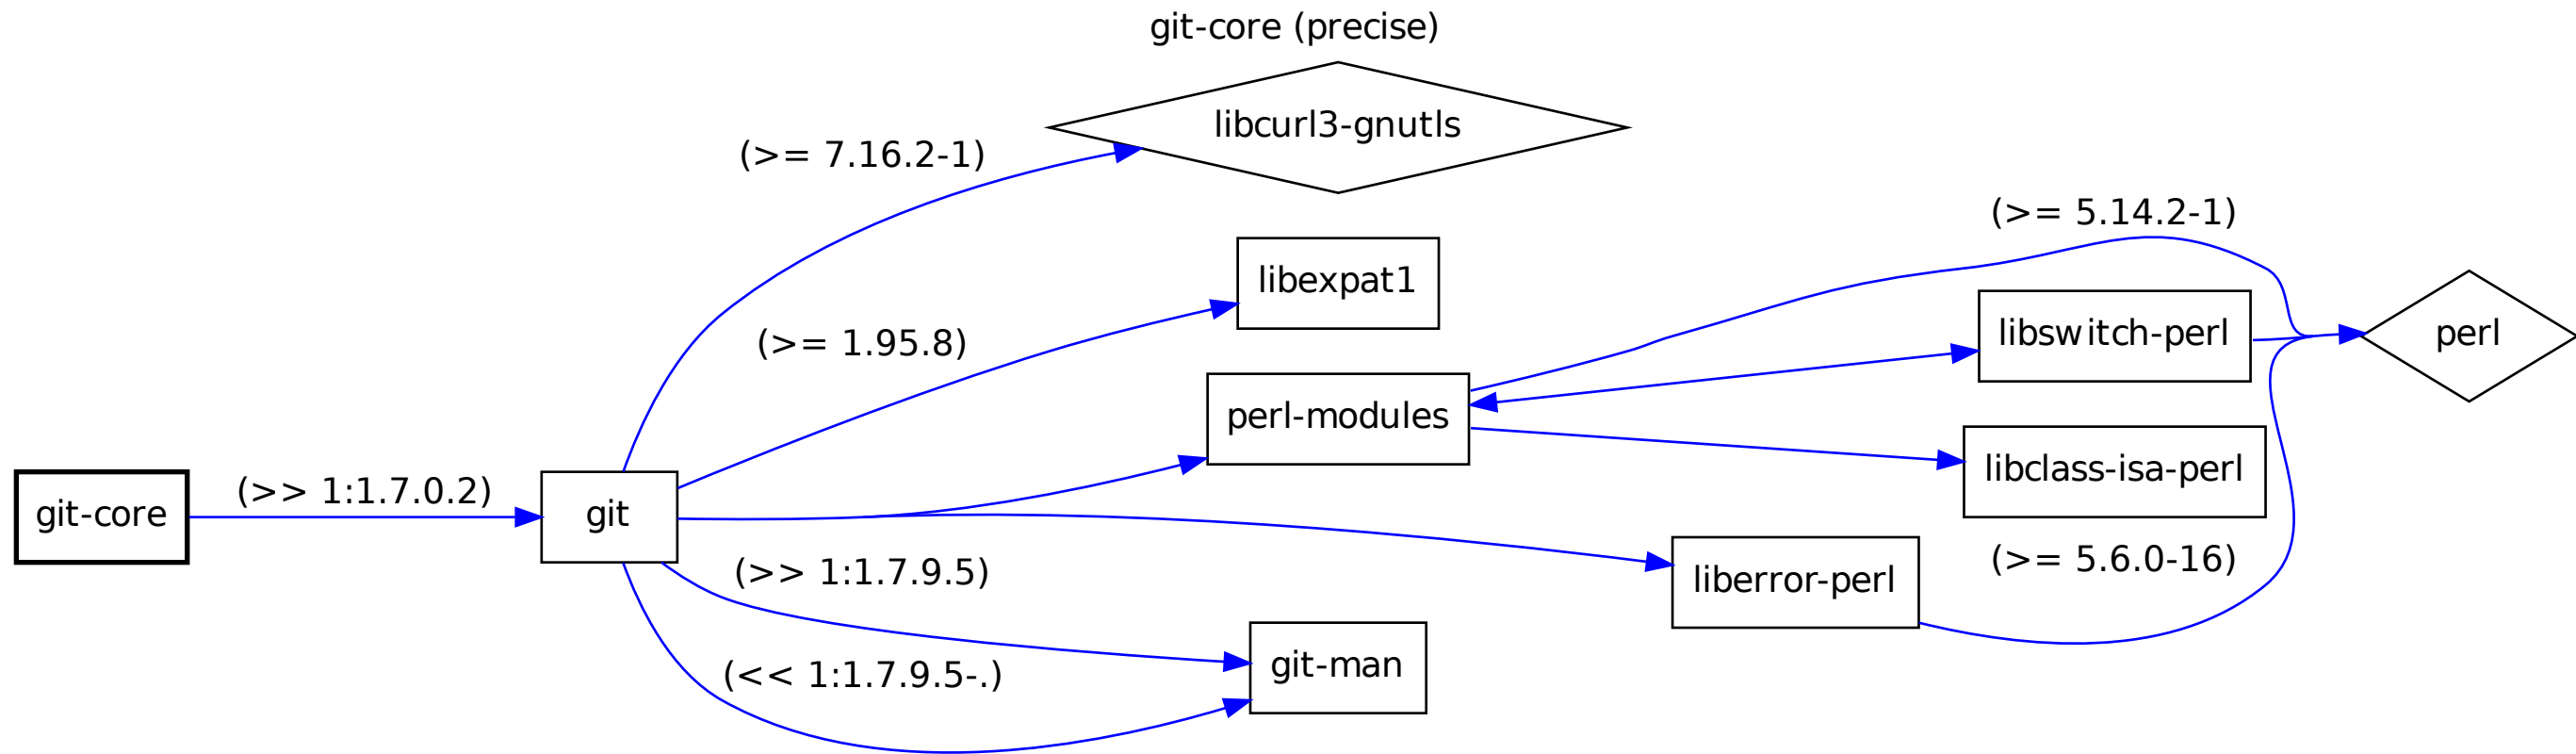 git-core (precise)
libcurl3-gnutls
(>= 7.16.2-1)
(>= 5.14.2-1)
libexpat1
libswitch-perl
perl
(>= 1.95.8)
perl-modules
libclass-isa-perl
(>> 1:1.7.0.2)
git-core
git
(>= 5.6.0-16)
(>> 1:1.7.9.5)
liberror-perl
git-man
(<< 1:1.7.9.5-.)